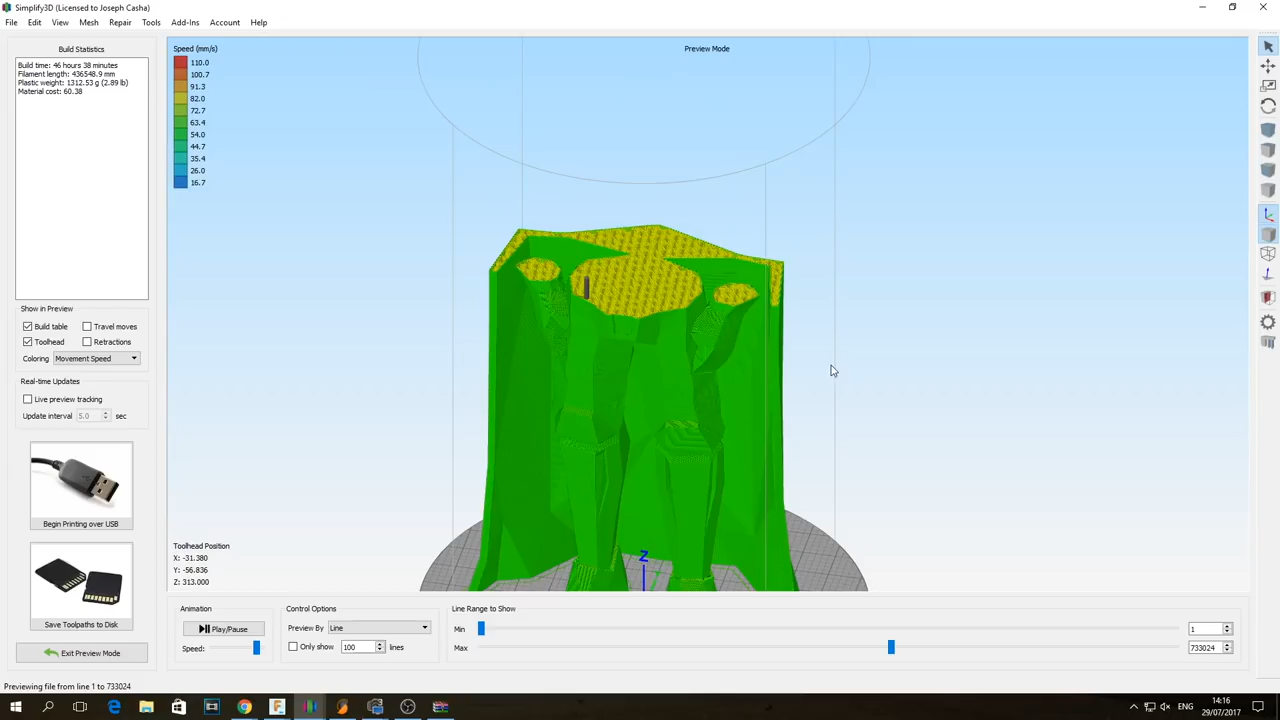 Simplify3D (Licensed to Joseph Casha)
File Edit View Mesh Repair Tools Add-Ins Account Help
Build Statistics
Build time: 46 hours 38 minutes
Filament length: 436548.9 mm
Plastic weight: 1312.53 g (2.89 lb)
Material cost: 60.38
Show in Preview
Build table Travel moves
Toolhead Retractions
Coloring Movement Speed
Real-time Updates
Live preview tracking
Update interval 5.0 sec
Begin Printing over USB
Save Toolpaths to Disk
Exit Preview Mode
Speed (mm/s)
110.0
100.7
91.3
82.0
72.7
63.4
54.0
44.7
35.4
26.0
16.7
Preview Mode
Z
Toolhead Position
X: -31.380
Y: -56.836
Z: 313.000
Animation
Play/Pause
Speed:
Control Options
Preview By Line
Only show 100 lines
Line Range to Show
Min 1
Max 733024
Previewing file from line 1 to 733024
ENG
14:16
29/07/2017